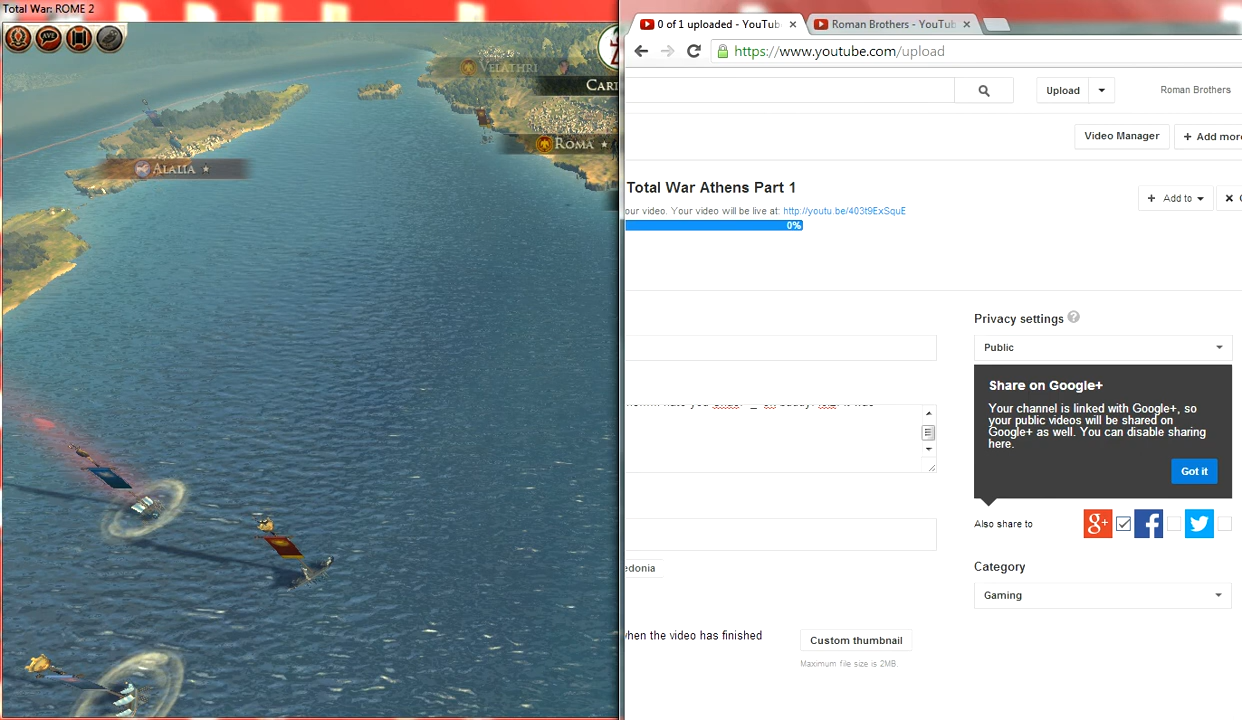 Total War: ROME 2
AVE
VELATHRI
CARI
ROMA
ALALIA
0 of 1 uploaded - YouTub
Roman Brothers - YouTub
https://www.youtube.com/upload
Upload
Roman Brothers
Video Manager
+ Add more
Total War Athens Part 1
+ Add to
our video. Your video will be live at: http://youtu.be/403t9ExSquE
0%
Privacy settings ?
Public
Share on Google+
Your channel is linked with Google+, so
your public videos will be shared on
Google+ as well. You can disable sharing
here.
Got it
Also share to
g+
f
Category
edonia
Gaming
when the video has finished
Custom thumbnail
Maximum file size is 2MB.